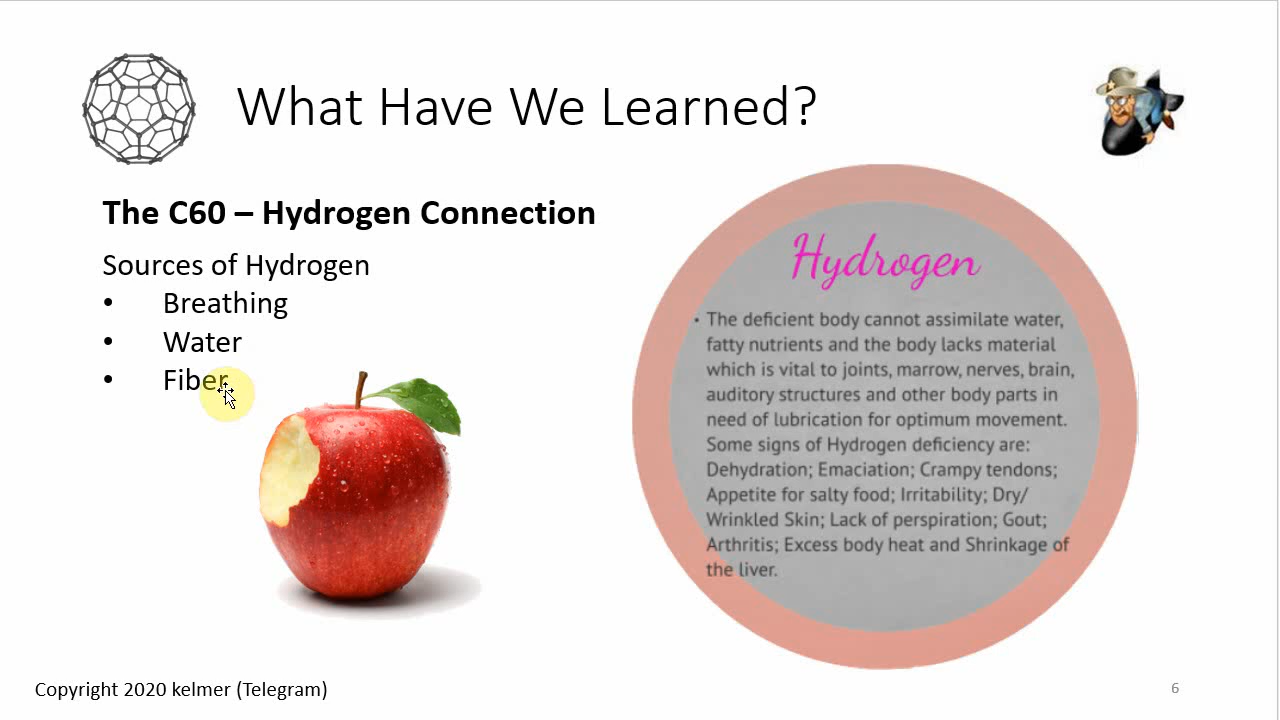 What Have We Learned?
The C60 – Hydrogen Connection
Sources of Hydrogen
• Breathing
• Water
• Fiber
Hydrogen
• The deficient body cannot assimilate water,
fatty nutrients and the body lacks material
which is vital to joints, marrow, nerves, brain,
auditory structures and other body parts in
need of lubrication for optimum movement.
Some signs of Hydrogen deficiency are:
Dehydration; Emaciation; Crampy tendons;
Appetite for salty food; Irritability; Dry/
Wrinkled Skin; Lack of perspiration; Gout;
Arthritis; Excess body heat and Shrinkage of
the liver.
Copyright 2020 kelmer (Telegram)
6